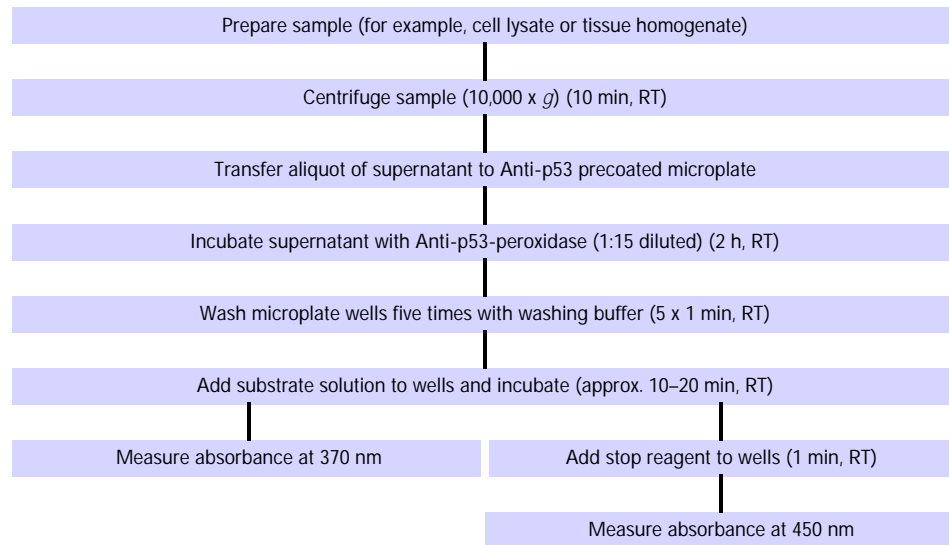 Prepare sample (for example, cell lysate or tissue homogenate)
Centrifuge sample (10,000 x g) (10 min, RT)
Transfer aliquot of supernatant to Anti-p53 precoated microplate
Incubate supernatant with Anti-p53-peroxidase (1:15 diluted) (2 h, RT)
Wash microplate wells five times with washing buffer (5 x 1 min, RT)
Add substrate solution to wells and incubate (approx. 10–20 min, RT)
Measure absorbance at 370 nm
Add stop reagent to wells (1 min, RT)
Measure absorbance at 450 nm